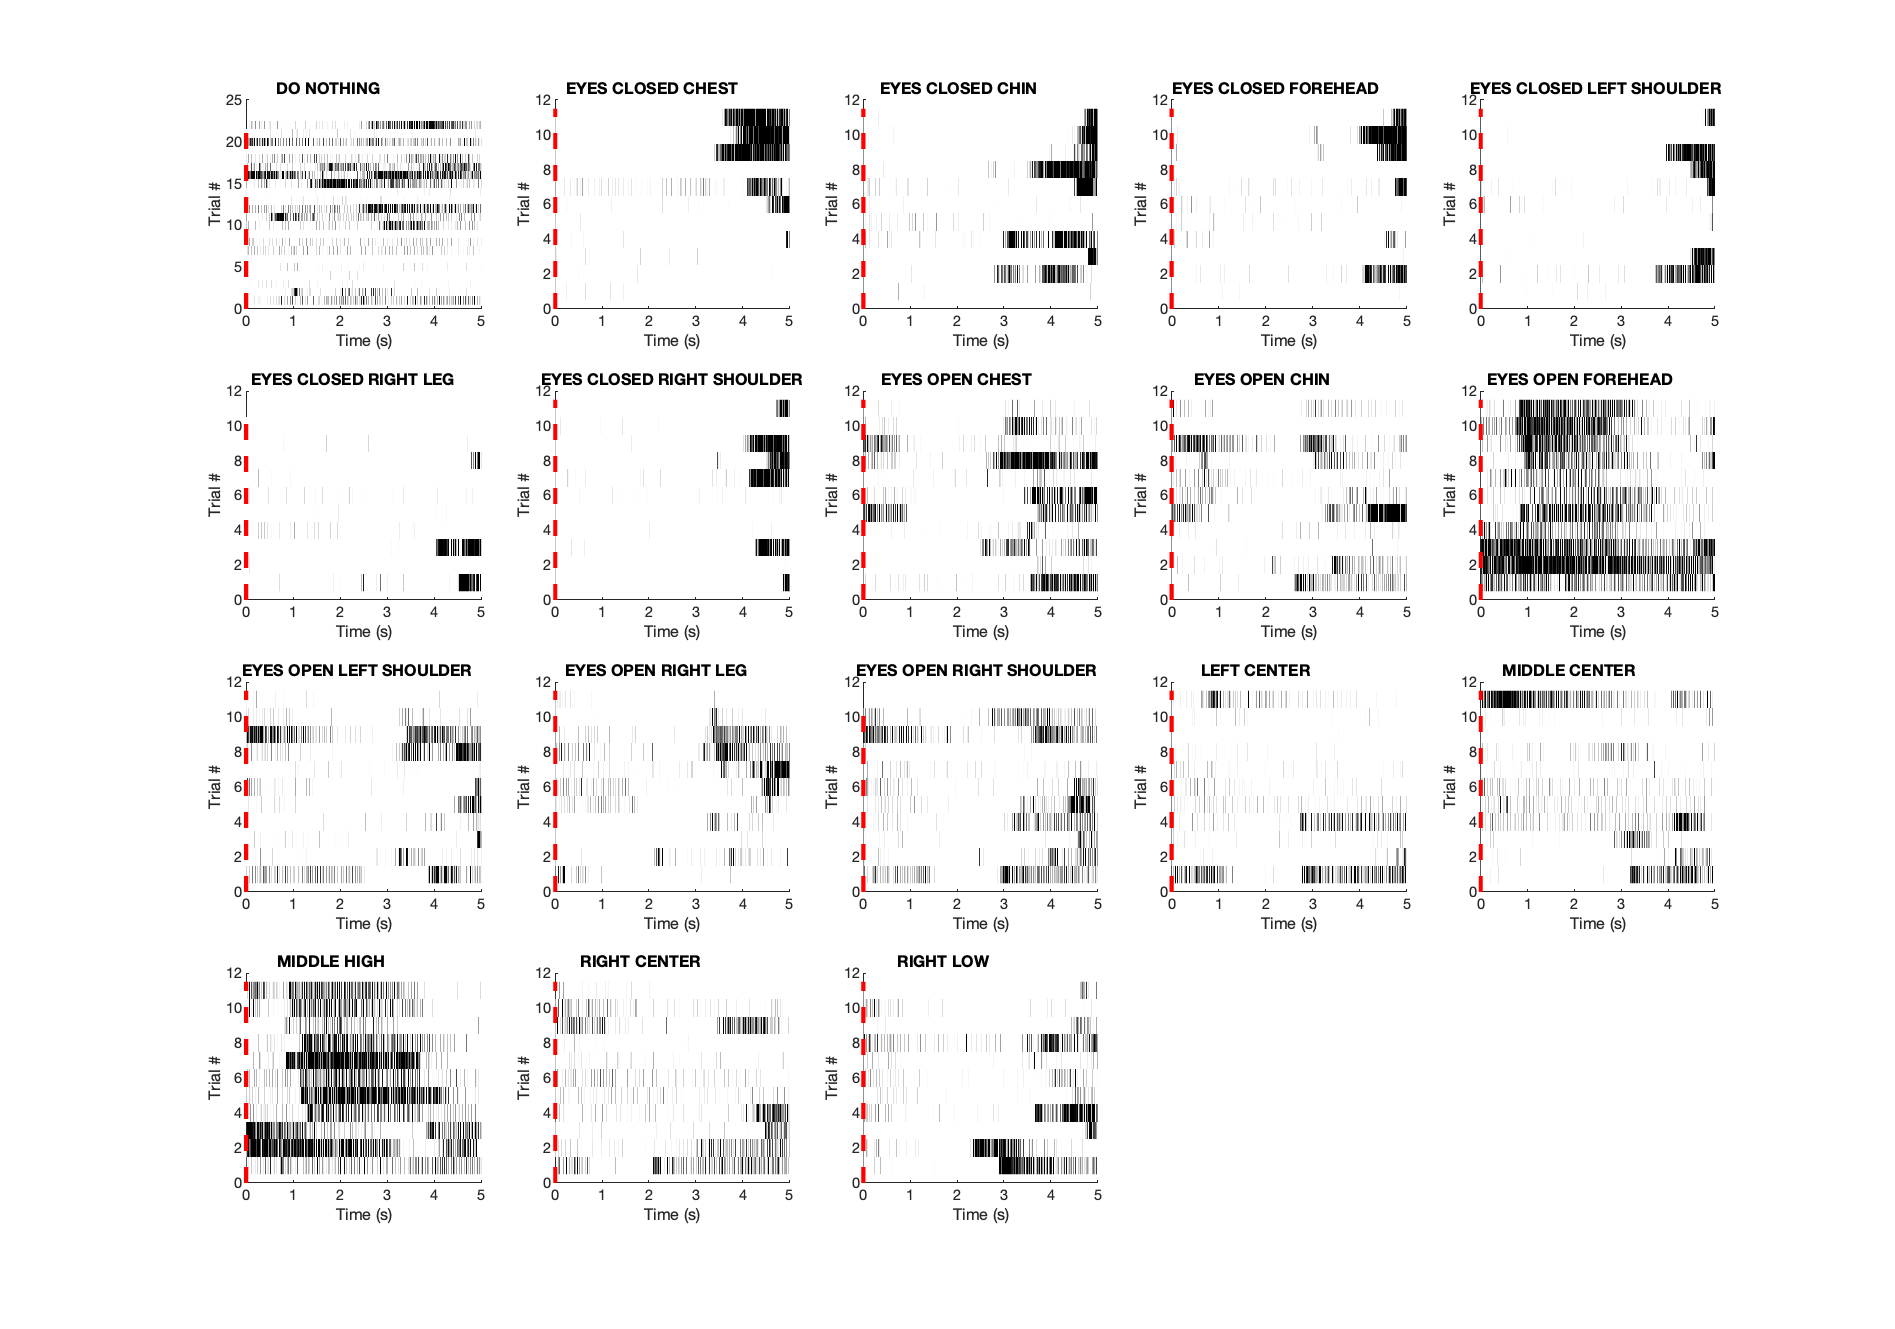 DO NOTHING
25
20
15
10
5
0
Trial #
0 1 2 3 4 5
Time (s)
EYES CLOSED CHEST
12
10
8
6
4
2
0
Trial #
0 1 2 3 4 5
Time (s)
EYES CLOSED CHIN
12
10
8
6
4
2
0
Trial #
0 1 2 3 4 5
Time (s)
EYES CLOSED FOREHEAD
12
10
8
6
4
2
0
Trial #
0 1 2 3 4 5
Time (s)
EYES CLOSED LEFT SHOULDER
12
10
8
6
4
2
0
Trial #
0 1 2 3 4 5
Time (s)
EYES CLOSED RIGHT LEG
12
10
8
6
4
2
0
Trial #
0 1 2 3 4 5
Time (s)
EYES CLOSED RIGHT SHOULDER
12
10
8
6
4
2
0
Trial #
0 1 2 3 4 5
Time (s)
EYES OPEN CHEST
12
10
8
6
4
2
0
Trial #
0 1 2 3 4 5
Time (s)
EYES OPEN CHIN
12
10
8
6
4
2
0
Trial #
0 1 2 3 4 5
Time (s)
EYES OPEN FOREHEAD
12
10
8
6
4
2
0
Trial #
0 1 2 3 4 5
Time (s)
EYES OPEN LEFT SHOULDER
12
10
8
6
4
2
0
Trial #
0 1 2 3 4 5
Time (s)
EYES OPEN RIGHT LEG
12
10
8
6
4
2
0
Trial #
0 1 2 3 4 5
Time (s)
EYES OPEN RIGHT SHOULDER
12
10
8
6
4
2
0
Trial #
0 1 2 3 4 5
Time (s)
LEFT CENTER
12
10
8
6
4
2
0
Trial #
0 1 2 3 4 5
Time (s)
MIDDLE CENTER
12
10
8
6
4
2
0
Trial #
0 1 2 3 4 5
Time (s)
MIDDLE HIGH
12
10
8
6
4
2
0
Trial #
0 1 2 3 4 5
Time (s)
RIGHT CENTER
12
10
8
6
4
2
0
Trial #
0 1 2 3 4 5
Time (s)
RIGHT LOW
12
10
8
6
4
2
0
Trial #
0 1 2 3 4 5
Time (s)